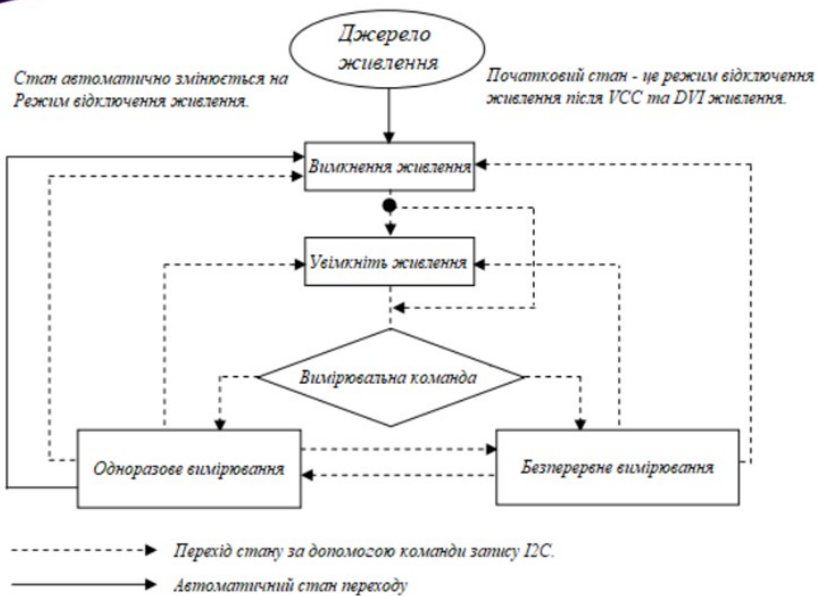 Джерело
живлення
Стан автоматично змінюється на
Режим відключення живлення.
Початковий стан - це режим відключення
живлення після VCC та DVI живлення.
Вимкнення живлення
Увімкніть живлення
Вимірювальна команда
Одноразове вимірювання
Безперервне вимірювання
Перехід стану за допомогою команди запису I2C.
Автоматичний стан переходу